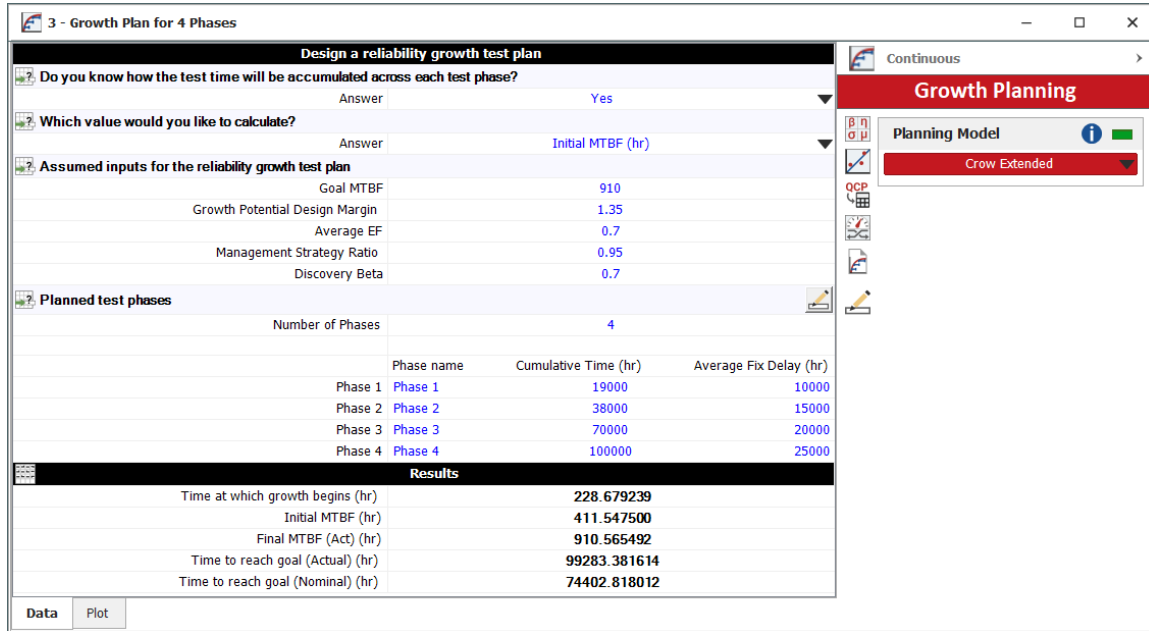 3 - Growth Plan for 4 Phases
Design a reliability growth test plan
Do you know how the test time will be accumulated across each test phase?
Answer Yes
Which value would you like to calculate?
Answer Initial MTBF (hr)
Assumed inputs for the reliability growth test plan
Goal MTBF 910
Growth Potential Design Margin 1.35
Average EF 0.7
Management Strategy Ratio 0.95
Discovery Beta 0.7
Planned test phases
Number of Phases 4
Phase name Cumulative Time (hr) Average Fix Delay (hr)
Phase 1 Phase 1 19000 10000
Phase 2 Phase 2 38000 15000
Phase 3 Phase 3 70000 20000
Phase 4 Phase 4 100000 25000
Results
Time at which growth begins (hr) 228.679239
Initial MTBF (hr) 411.547500
Final MTBF (Act) (hr) 910.565492
Time to reach goal (Actual) (hr) 99283.381614
Time to reach goal (Nominal) (hr) 74402.818012
Data Plot
Continuous
Growth Planning
β η
σ μ
Planning Model
Crow Extended
QCP